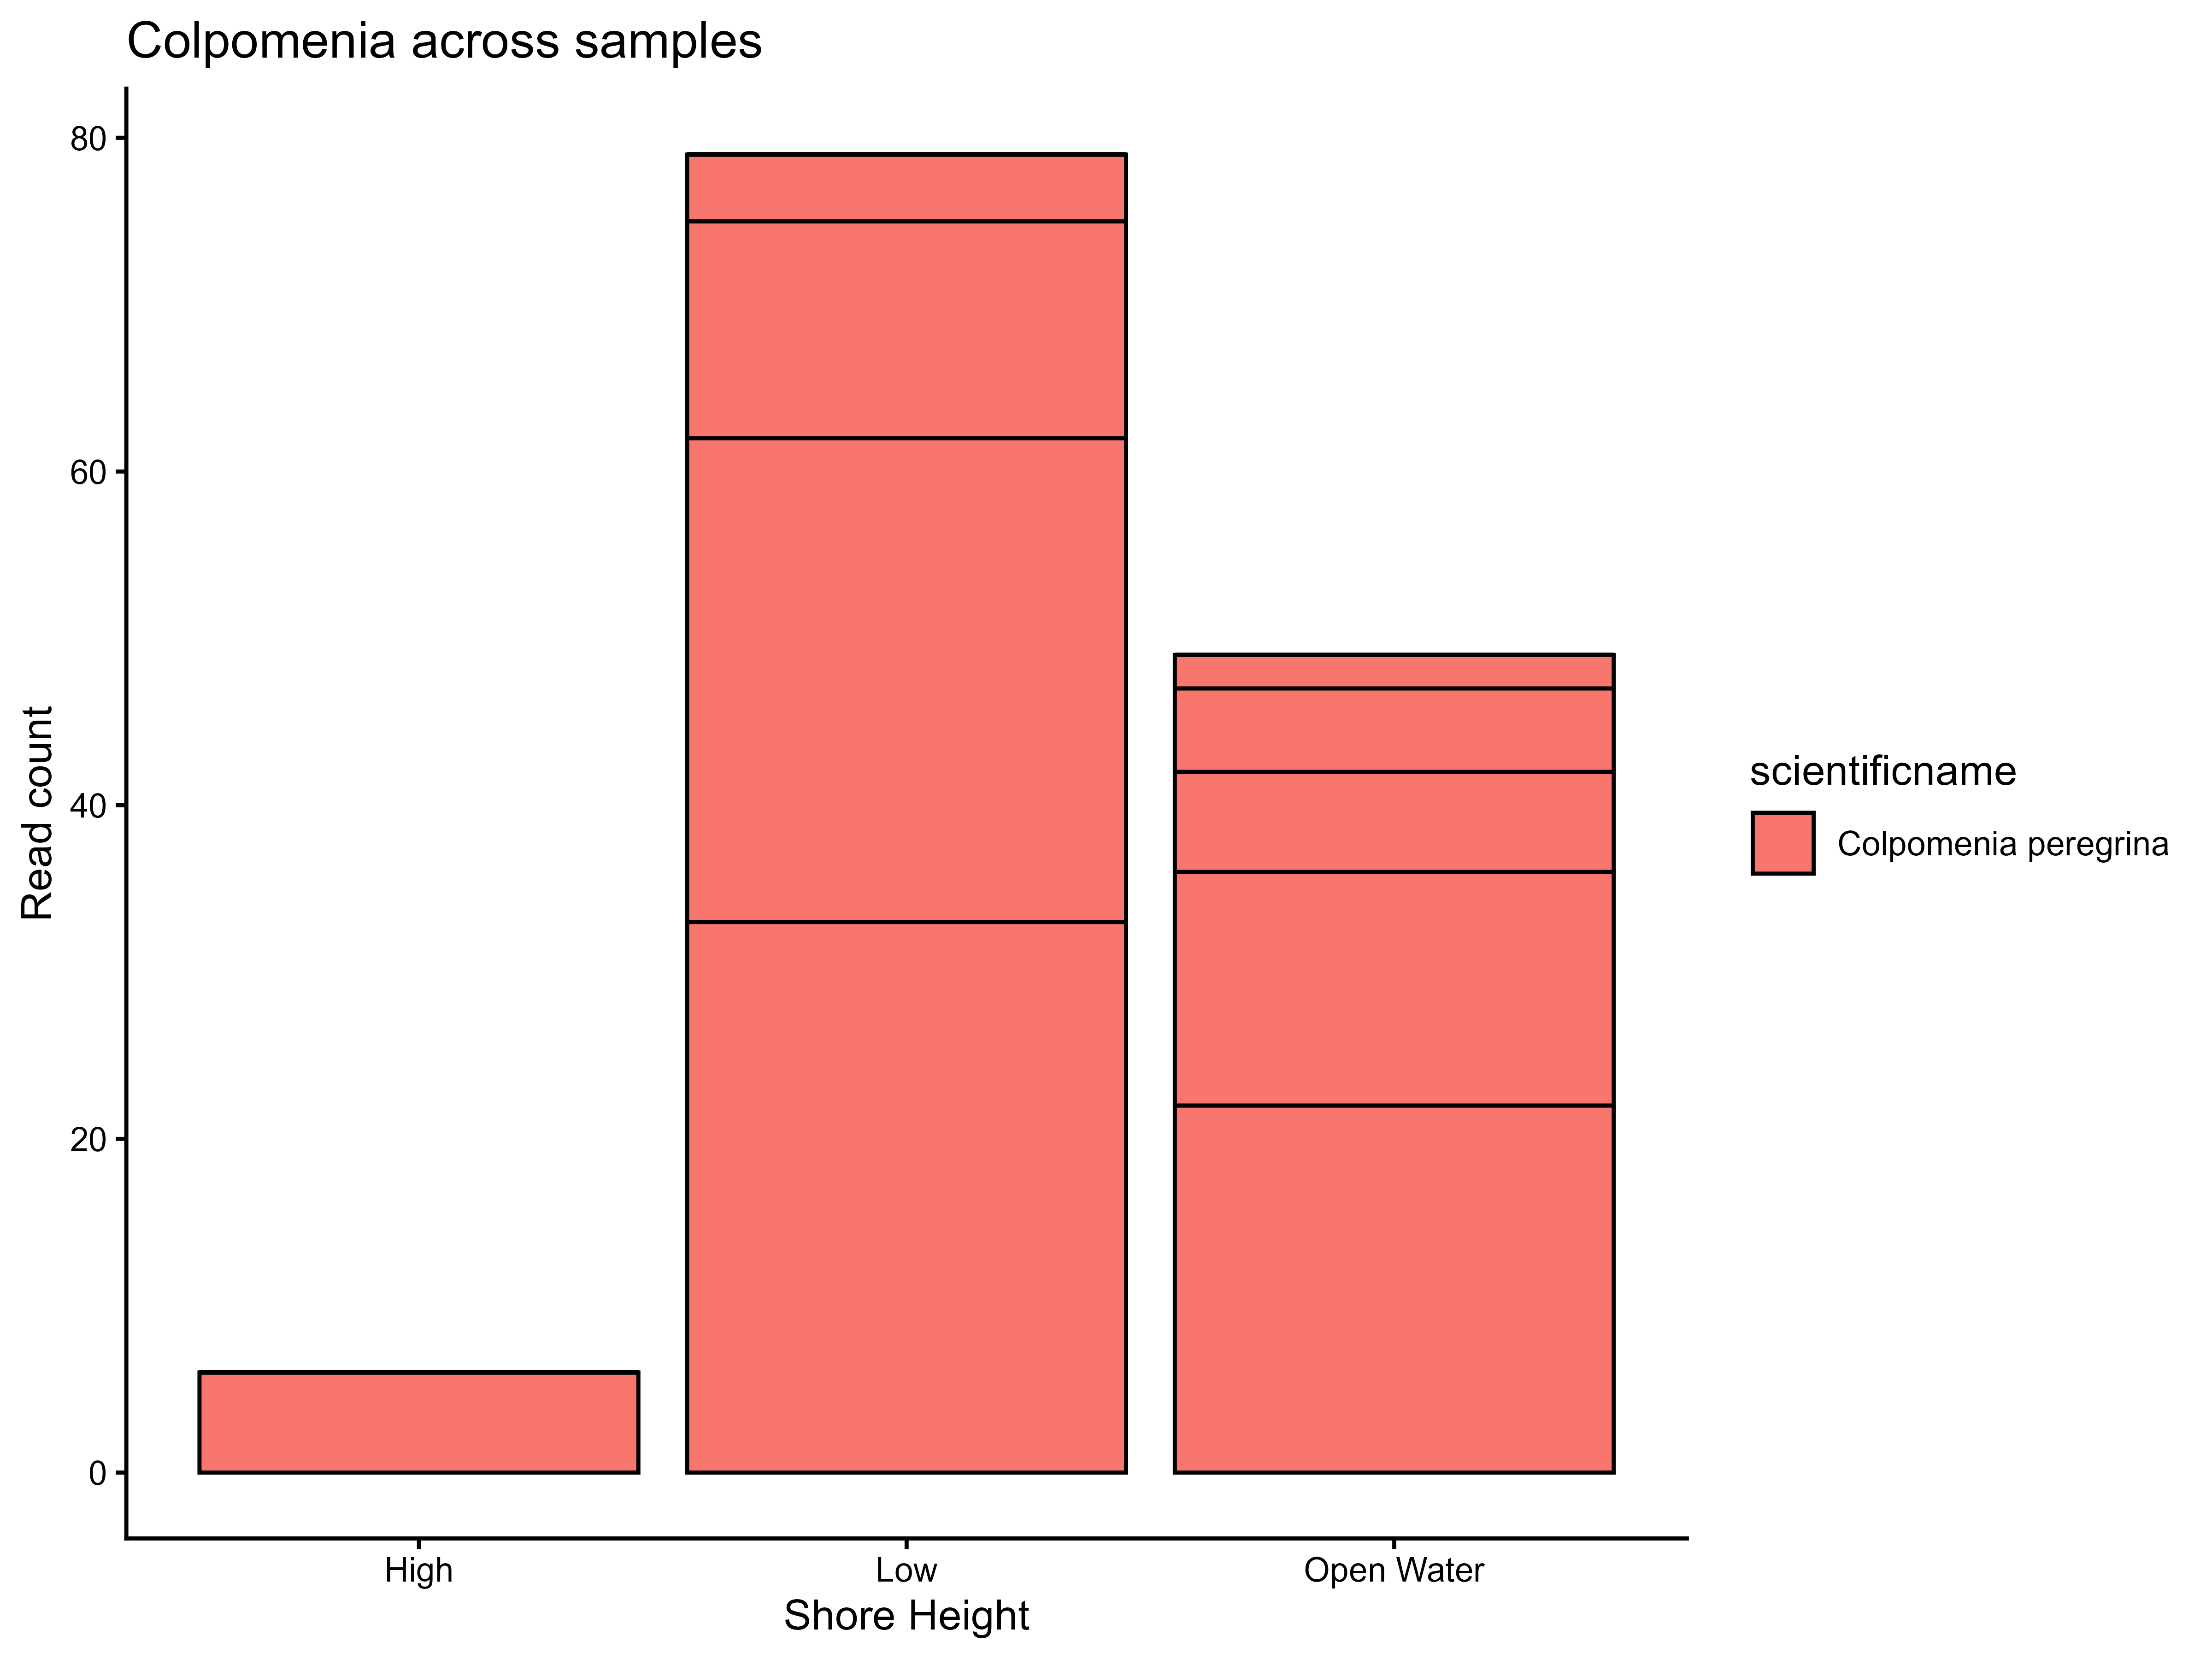 Colpomenia across samples
80
60
40
20
0
Read count
High
Low
Open Water
Shore Height
scientificname
Colpomenia peregrina